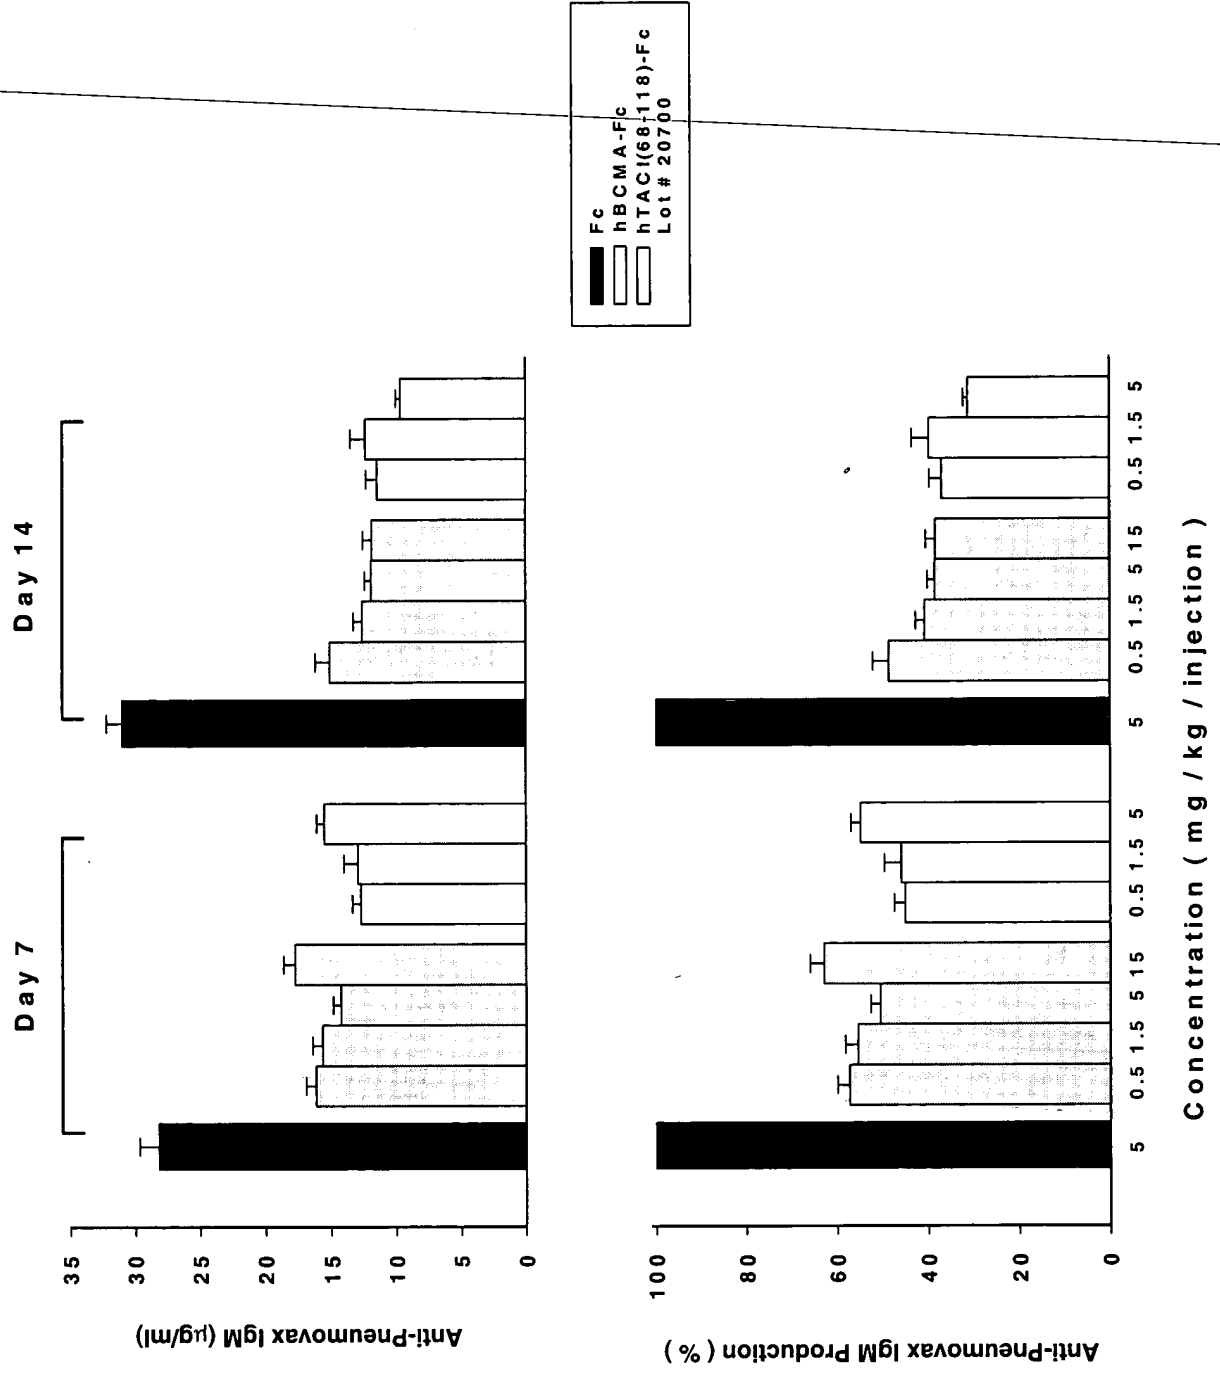 Day 7
Day 14
Anti-Pneumovax IgM (µg/ml)
35
30
25
20
15
10
5
0
Anti-Pneumovax IgM Production ( % )
100
80
60
40
20
0
5 0.5 1.5 5 15 0.5 1.5 5 5 0.5 1.5 5 15 0.5 1.5 5
Concentration ( mg / kg / injection )
Fc
hBCMA-Fc
hTACI(68-118)-Fc
Lot # 20700